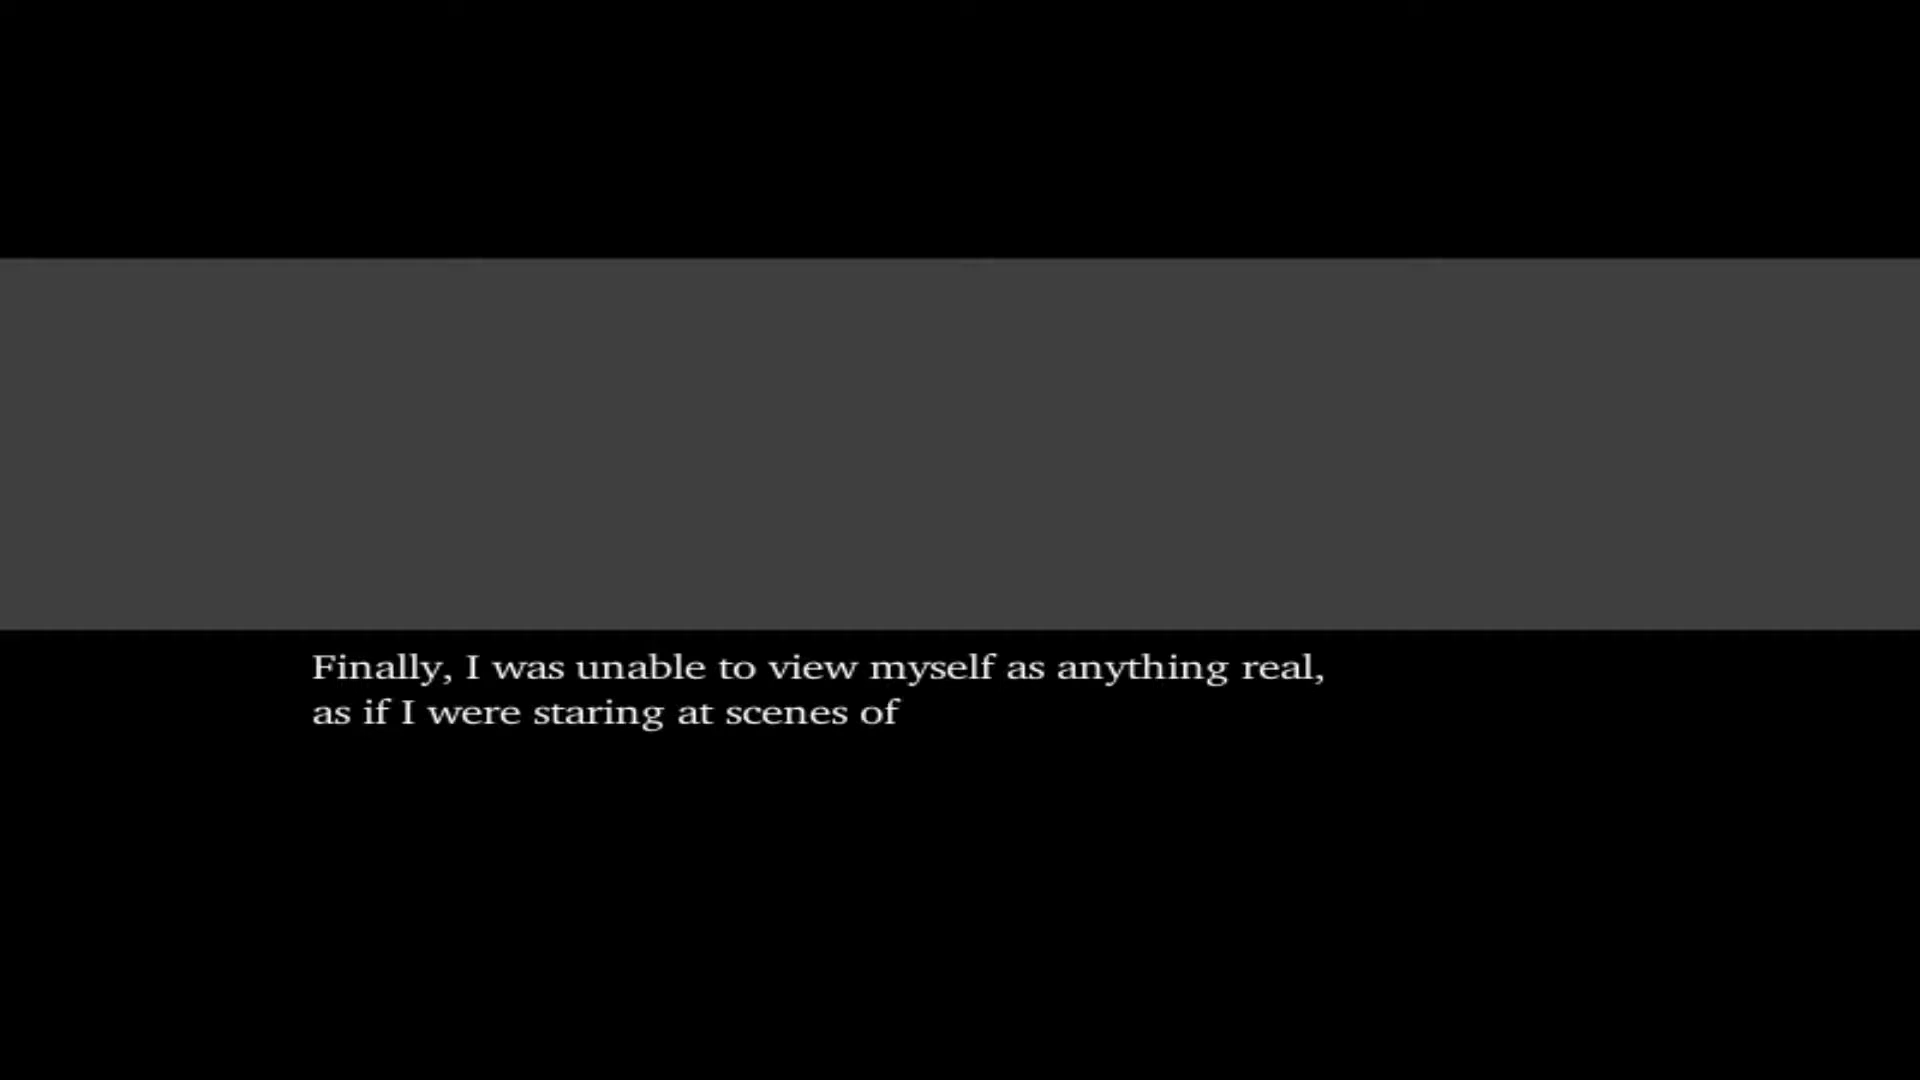 Finally, I was unable to view myself as anything real,
as if I were staring at scenes of